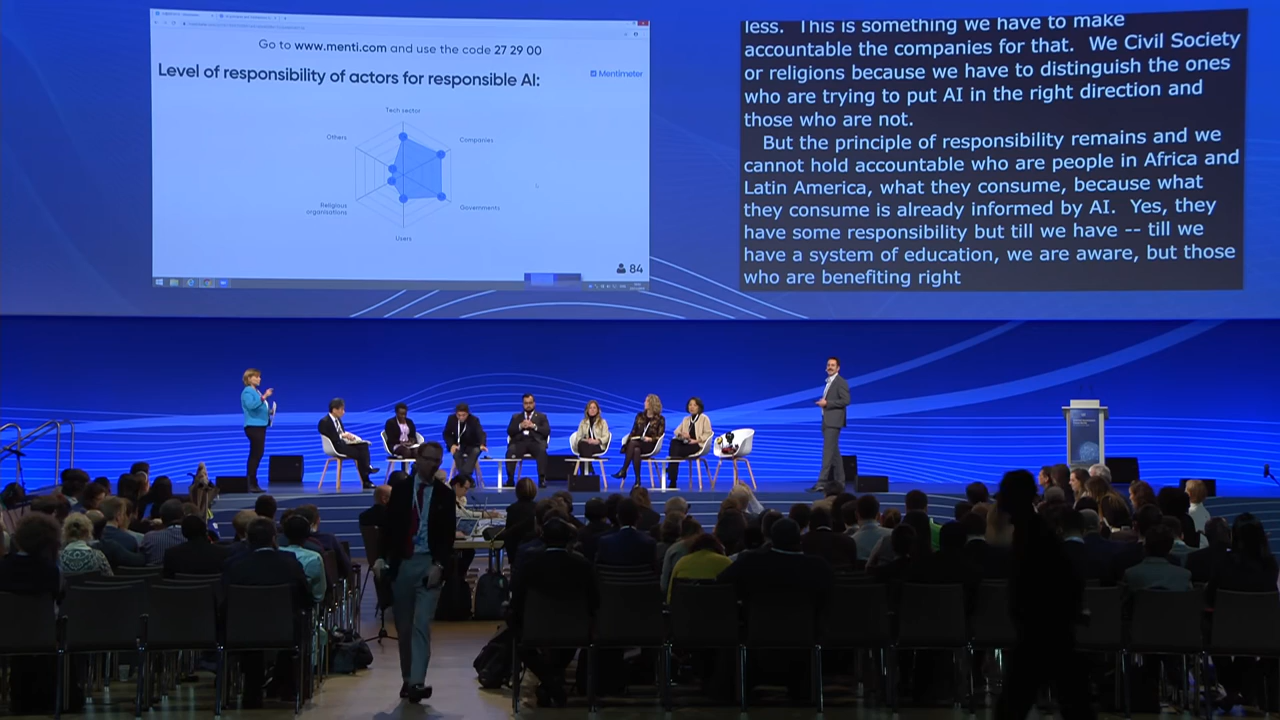 Go to www.menti.com and use the code 27 29 00
Level of responsibility of actors for responsible AI:
Mentimeter
Tech sector
Others
Companies
Religious
organisations
Governments
Users
84
less. This is something we have to make
accountable the companies for that. We Civil Society
or religions because we have to distinguish the ones
who are trying to put AI in the right direction and
those who are not.
But the principle of responsibility remains and we
cannot hold accountable who are people in Africa and
Latin America, what they consume, because what
they consume is already informed by AI. Yes, they
have some responsibility but till we have -- till we
have a system of education, we are aware, but those
who are benefiting right